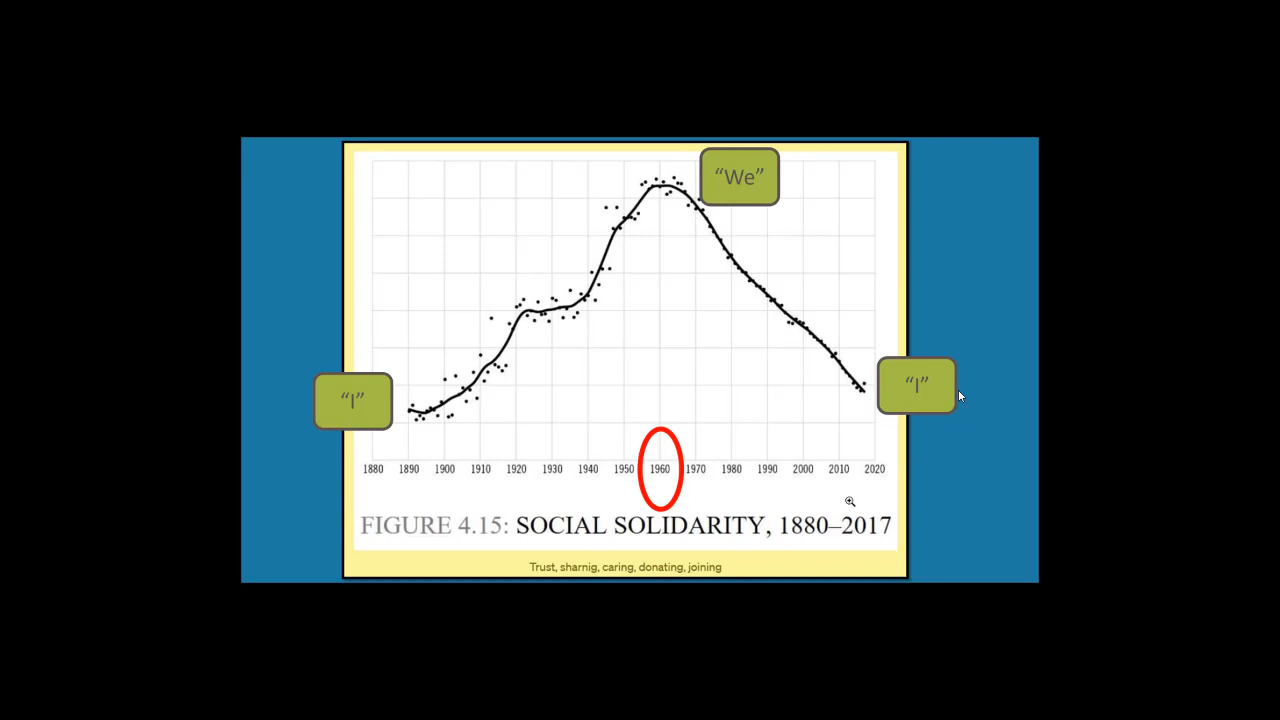 “We”
“I”
“I”
1880 1890 1900 1910 1920 1930 1940 1950 1960 1970 1980 1990 2000 2010 2020
FIGURE 4.15: SOCIAL SOLIDARITY, 1880–2017
Trust, sharnig, caring, donating, joining